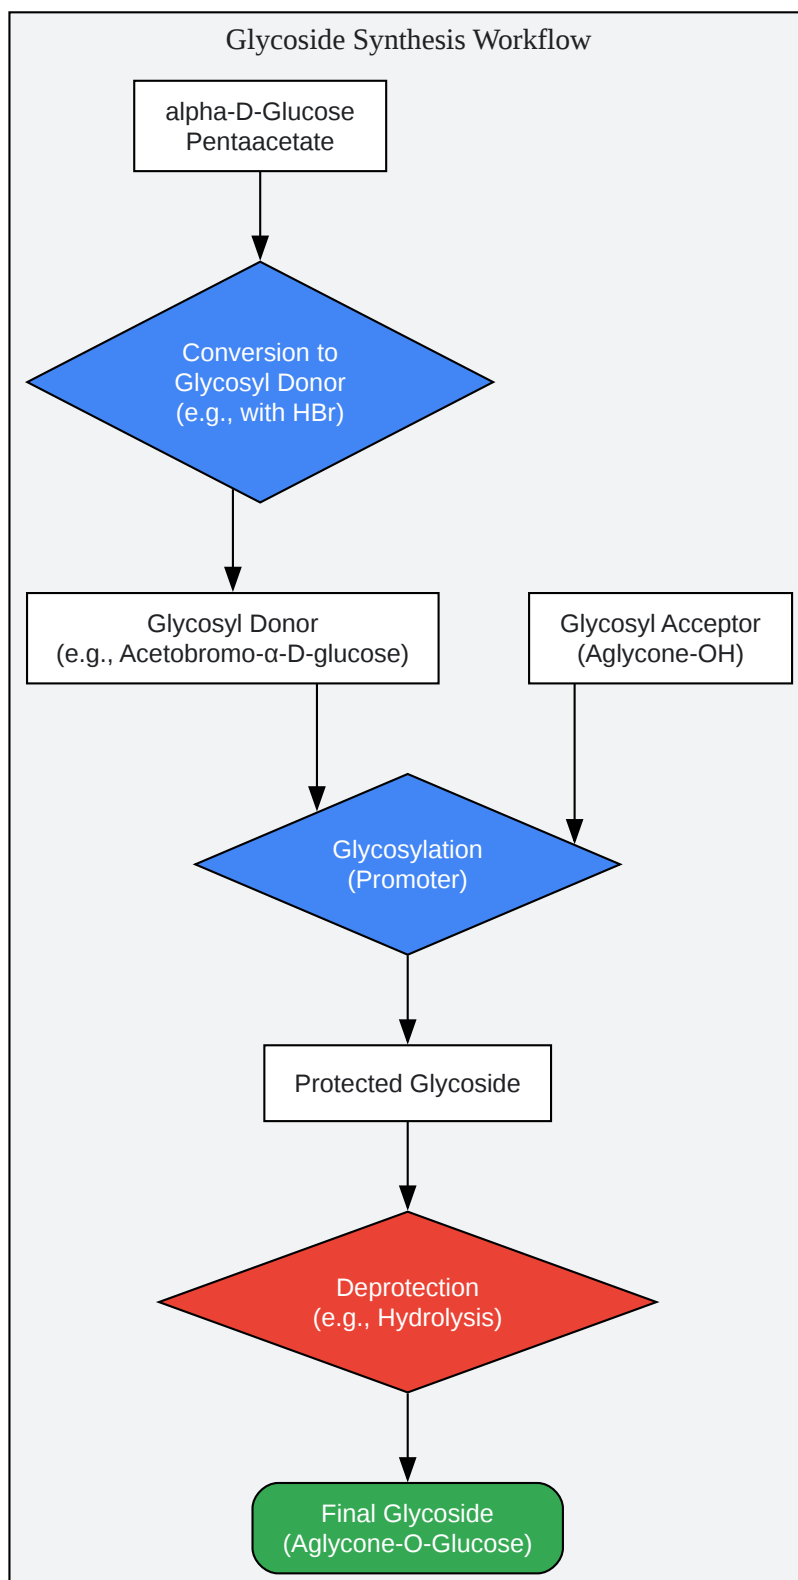 Glycoside Synthesis Workflow
alpha-D-Glucose
Pentaacetate
Conversion to
Glycosyl Donor
(e.g., with HBr)
Glycosyl Donor
(e.g., Acetobromo-α-D-glucose)
Glycosyl Acceptor
(Aglycone-OH)
Glycosylation
(Promoter)
Protected Glycoside
Deprotection
(e.g., Hydrolysis)
Final Glycoside
(Aglycone-O-Glucose)